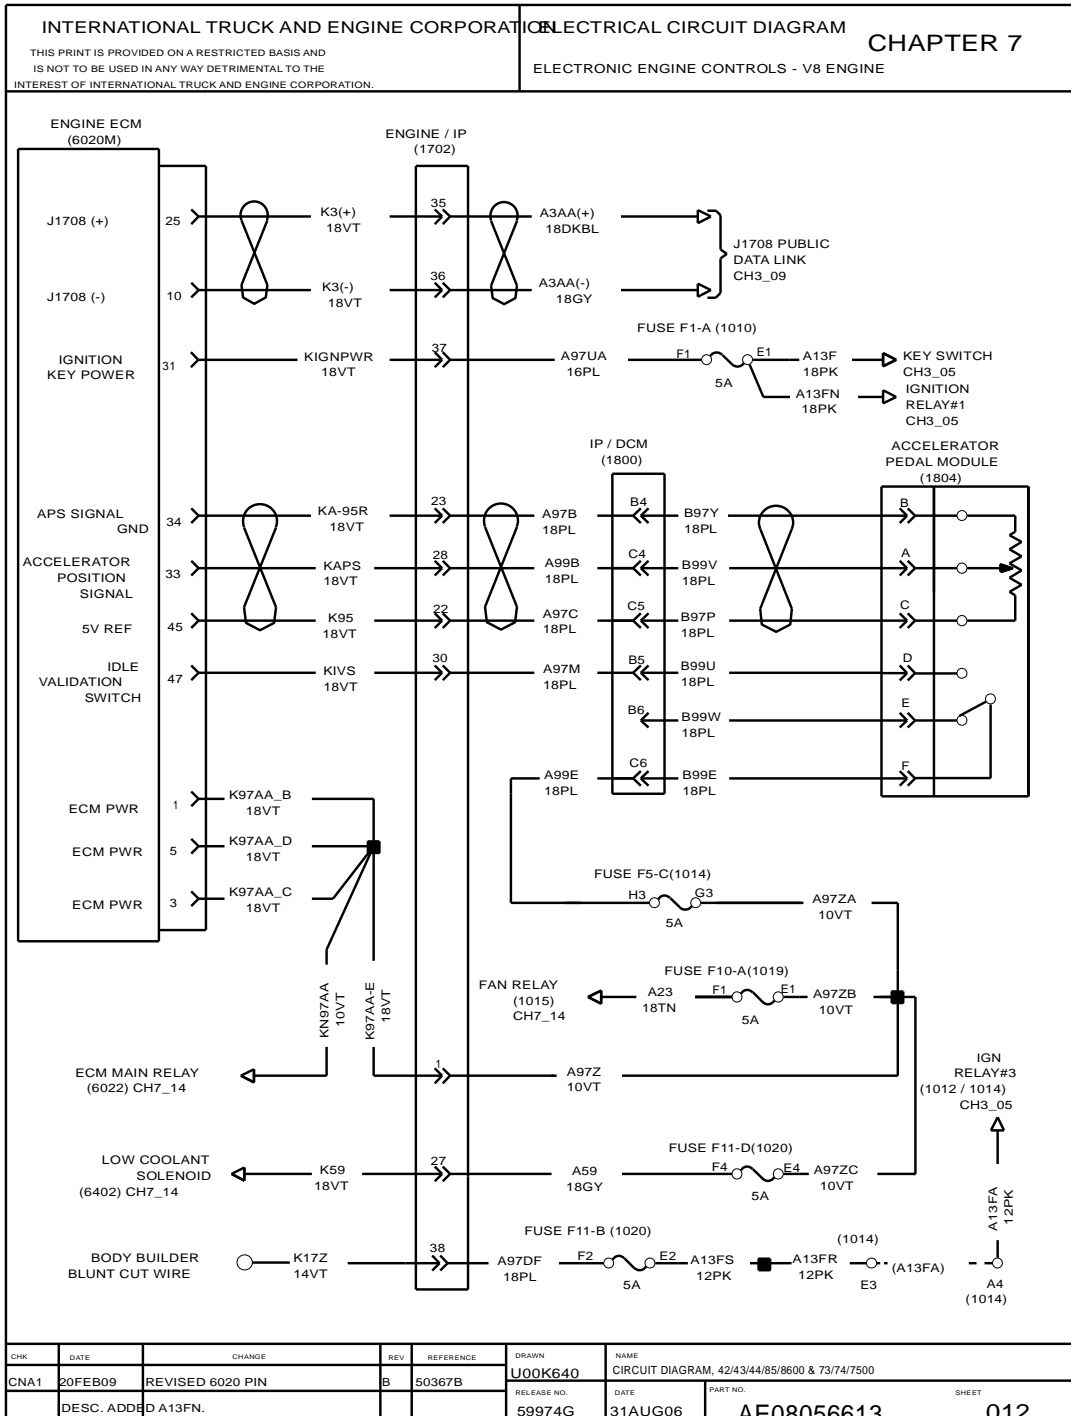 INTERNATIONAL TRUCK AND ENGINE CORPORATION
THIS PRINT IS PROVIDED ON A RESTRICTED BASIS AND
IS NOT TO BE USED IN ANY WAY DETRIMENTAL TO THE
INTEREST OF INTERNATIONAL TRUCK AND ENGINE CORPORATION.
ELECTRICAL CIRCUIT DIAGRAM
ELECTRONIC ENGINE CONTROLS - V8 ENGINE
CHAPTER 7
ENGINE ECM
(6020M)
ENGINE / IP
(1702)
J1708 (+) 25 K3(+) 35 A3AA(+)
18VT 18DKBL
J1708 PUBLIC
DATA LINK
CH3_09
J1708 (-) 10 K3(-) 36 A3AA(-)
18VT 18GY
FUSE F1-A (1010)
IGNITION
KEY POWER
31 KIGNPWR 37 A97UA F1 E1 A13F
18VT 16PL 5A 18PK
KEY SWITCH
CH3_05
A13FN
18PK
IGNITION
RELAY#1
CH3_05
IP / DCM
(1800)
ACCELERATOR
PEDAL MODULE
(1804)
APS SIGNAL
GND
34 KA-95R 23 A97B B4 B97Y B
18VT 18PL 18PL
ACCELERATOR
POSITION
SIGNAL
33 KAPS 28 A99B C4 B99V A
18VT 18PL 18PL
5V REF 45 K95 22 A97C C5 B97P C
18VT 18PL 18PL
IDLE
VALIDATION
SWITCH
47 KIVS 30 A97M B5 B99U D
18VT 18PL 18PL
B6 B99W E
18PL
A99E C6 B99E F
18PL 18PL
ECM PWR 1 K97AA_B
18VT
ECM PWR 5 K97AA_D
18VT
ECM PWR 3 K97AA_C
18VT
FUSE F5-C(1014)
H3 G3 A97ZA
5A 10VT
KN97AA
10VT
K97AA-E
18VT
FAN RELAY
(1015)
CH7_14
FUSE F10-A(1019)
A23 F1 E1 A97ZB
18TN 5A 10VT
ECM MAIN RELAY
(6022) CH7_14
1 A97Z
10VT
IGN
RELAY#3
(1012 / 1014)
CH3_05
LOW COOLANT
SOLENOID
(6402) CH7_14
K59 27 A59
18VT 18GY
FUSE F11-D(1020)
F4 E4 A97ZC
5A 10VT
A13FA
12PK
BODY BUILDER
BLUNT CUT WIRE
K17Z 38 A97DF
14VT 18PL
FUSE F11-B (1020)
F2 E2 A13FS A13FR
5A 12PK 12PK
(1014)
E3
(A13FA)
A4
(1014)
CHK DATE CHANGE REV REFERENCE
CNA1 20FEB09 REVISED 6020 PIN B 50367B
DESC. ADDED A13FN.
DRAWN
U00K640
NAME
CIRCUIT DIAGRAM, 42/43/44/85/8600 & 73/74/7500
RELEASE NO. DATE PART NO. SHEET
59974G 31AUG06 AE08056613 012